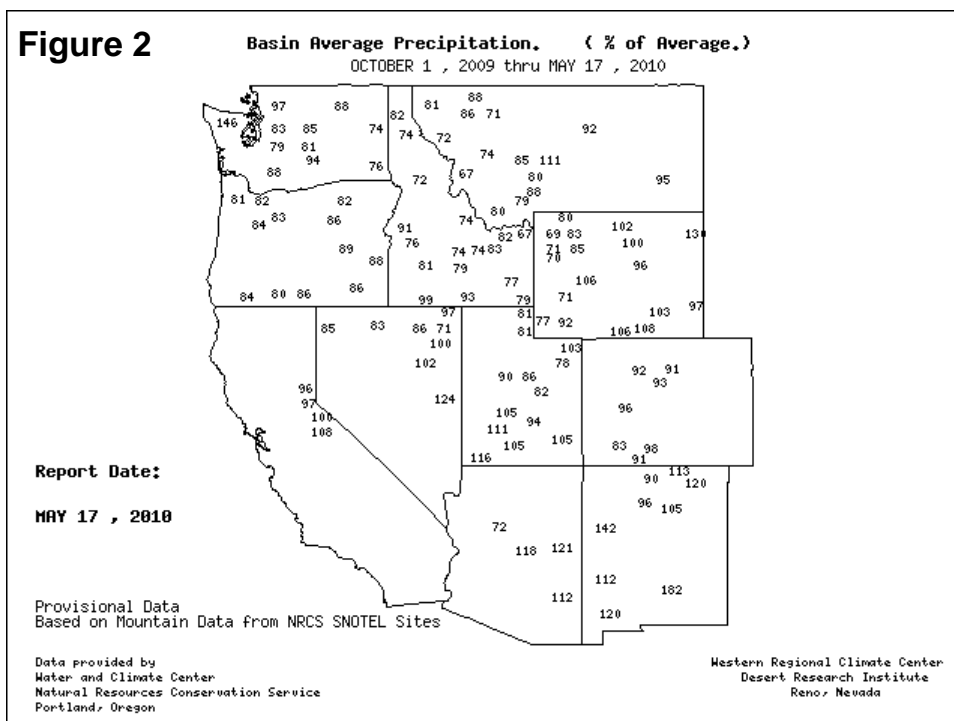 Figure 2
Basin Average Precipitation. ( % of Average.)
OCTOBER 1 , 2009 thru MAY 17 , 2010
97 88 82 81 88
146 83 85 74 74 86 71 92
79 81 72
94 74 85 111
88 76 72 67 80 95
81 82 82 79 88
84 83 86 91 74 80 80 102
89 76 82 67 69 83 100 13
88 74 74 83 71 85
70 96
81 79
86 77 106
84 80 86 99 93 79 71 97
97 81 103
85 83 86 71 81 77 92 106 108
100 103
102 78 92 91
90 86 93
96 82
97 124 96
100 105 94
108 111
105 105 83 98
116 91
Report Date: 113
90 120
96 105
MAY 17 , 2010 72 142
118 121
112 182
112
120
Provisional Data
Based on Mountain Data from NRCS SNOTEL Sites
Data provided by
Water and Climate Center
Natural Resources Conservation Service
Portland, Oregon
Western Regional Climate Center
Desert Research Institute
Reno, Nevada